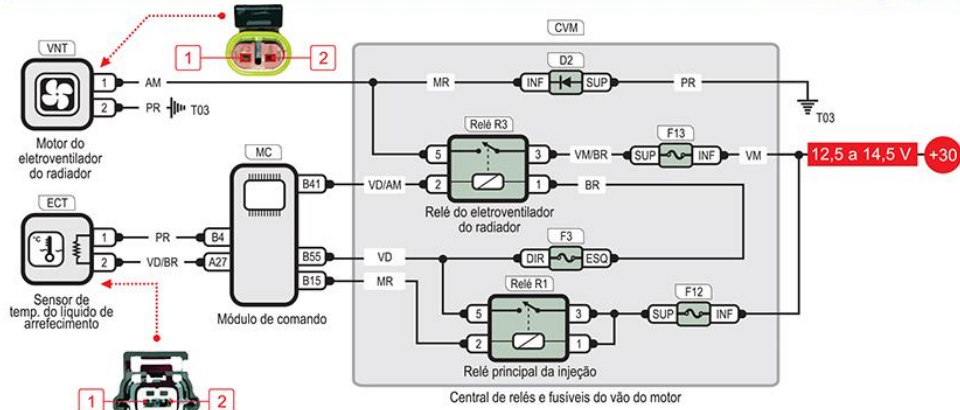 CVM
VNT
1
2
1
AM
2
PR
T03
Motor do
eletroventilador
do radiador
MR
D2
INF
SUP
PR
T03
Relé R3
5
3
2
1
VM/BR
F13
SUP
INF
VM
12,5 a 14,5 V
+30
MC
B41
VD/AM
BR
Relé do eletroventilador
do radiador
ECT
°C
1
PR
B4
2
VD/BR
A27
Sensor de
temp. do líquido de
arrefecimento
B55
VD
B15
MR
Módulo de comando
F3
DIR
ESQ
Relé R1
5
3
2
1
F12
SUP
INF
Relé principal da injeção
Central de relés e fusíveis do vão do motor
1
2